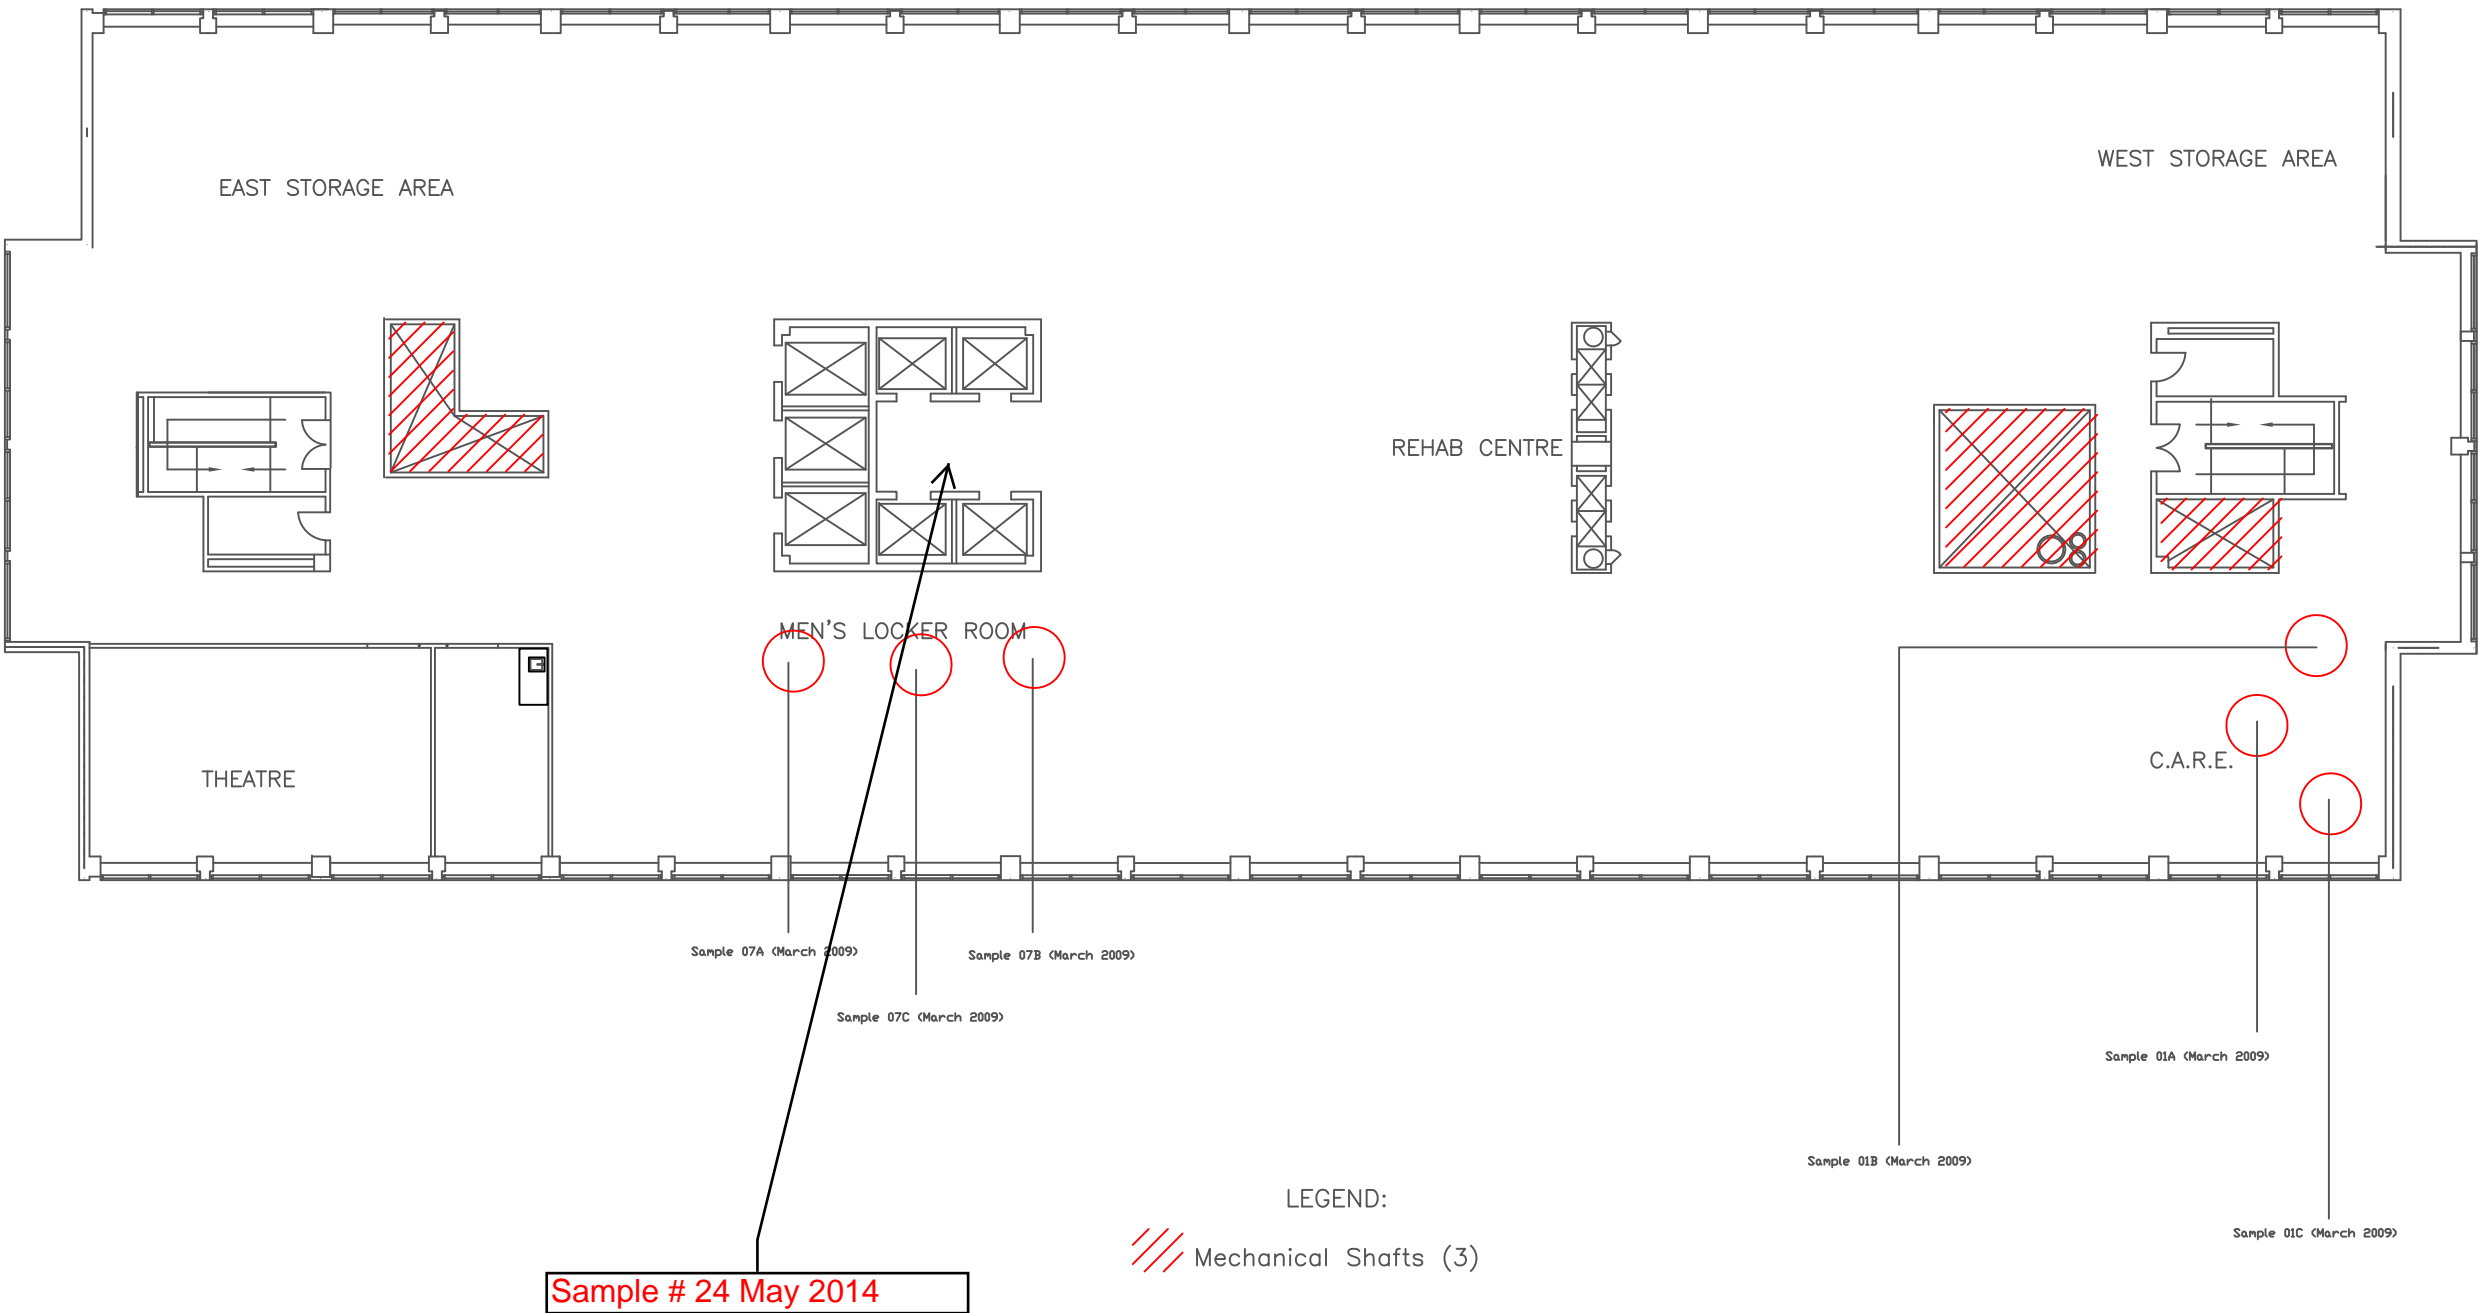 WEST STORAGE AREA
EAST STORAGE AREA
REHAB CENTRE
MEN'S LOCKER ROOM
C.A.R.E.
THEATRE
Sample 07A (March 2009)
Sample 07B (March 2009)
Sample 07C (March 2009)
Sample 01A (March 2009)
Sample 01B (March 2009)
LEGEND:
Sample 01C (March 2009)
Mechanical Shafts (3)
Sample # 24 May 2014